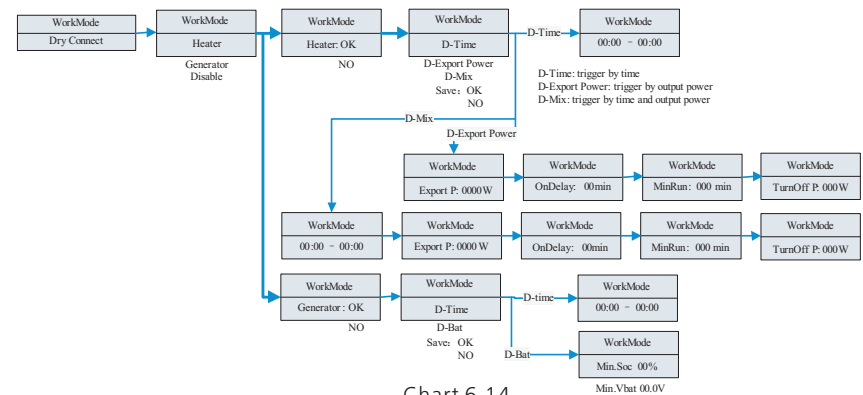 WorkMode
Dry Connect
WorkMode
Heater
Generator
Disable
WorkMode
Heater: OK
NO
WorkMode
D-Time
D-Export Power
D-Mix
Save: OK
NO
D-Time
WorkMode
00:00 - 00:00
D-Time: trigger by time
D-Export Power: trigger by output power
D-Mix: trigger by time and output power
D-Mix
D-Export Power
WorkMode
Export P: 0000W
WorkMode
OnDelay: 00min
WorkMode
MinRun: 000 min
WorkMode
TurnOff P: 000W
WorkMode
00:00 - 00:00
WorkMode
Export P: 0000W
WorkMode
OnDelay: 00min
WorkMode
MinRun: 000 min
WorkMode
TurnOff P: 000W
WorkMode
Generator: OK
NO
WorkMode
D-Time
D-Bat
Save: OK
NO
D-time
WorkMode
00:00 - 00:00
D-Bat
WorkMode
Min.Soc 00%
Min.Vbat 00.0V
Chart 6.14